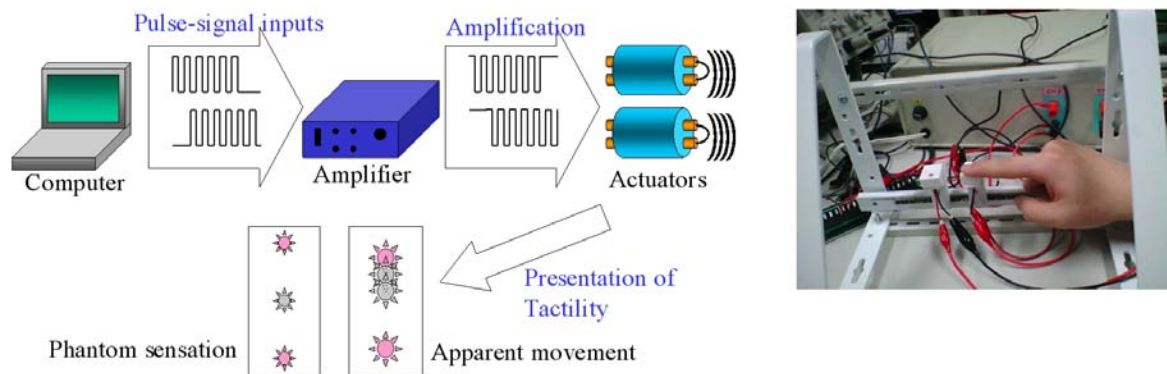 Pulse-signal inputs
Amplification
Computer
Amplifier
Actuators
Presentation of
Tactility
Phantom sensation
Apparent movement